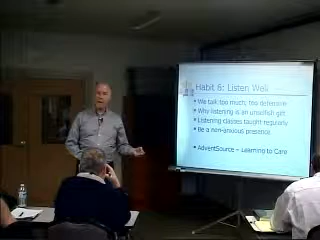 Habit 6: Listen Well
We talk too much, too defensive
Why listening is an unselfish gift
Listening classes taught regularly
Be a non-anxious presence
AdventSource – Learning to Care